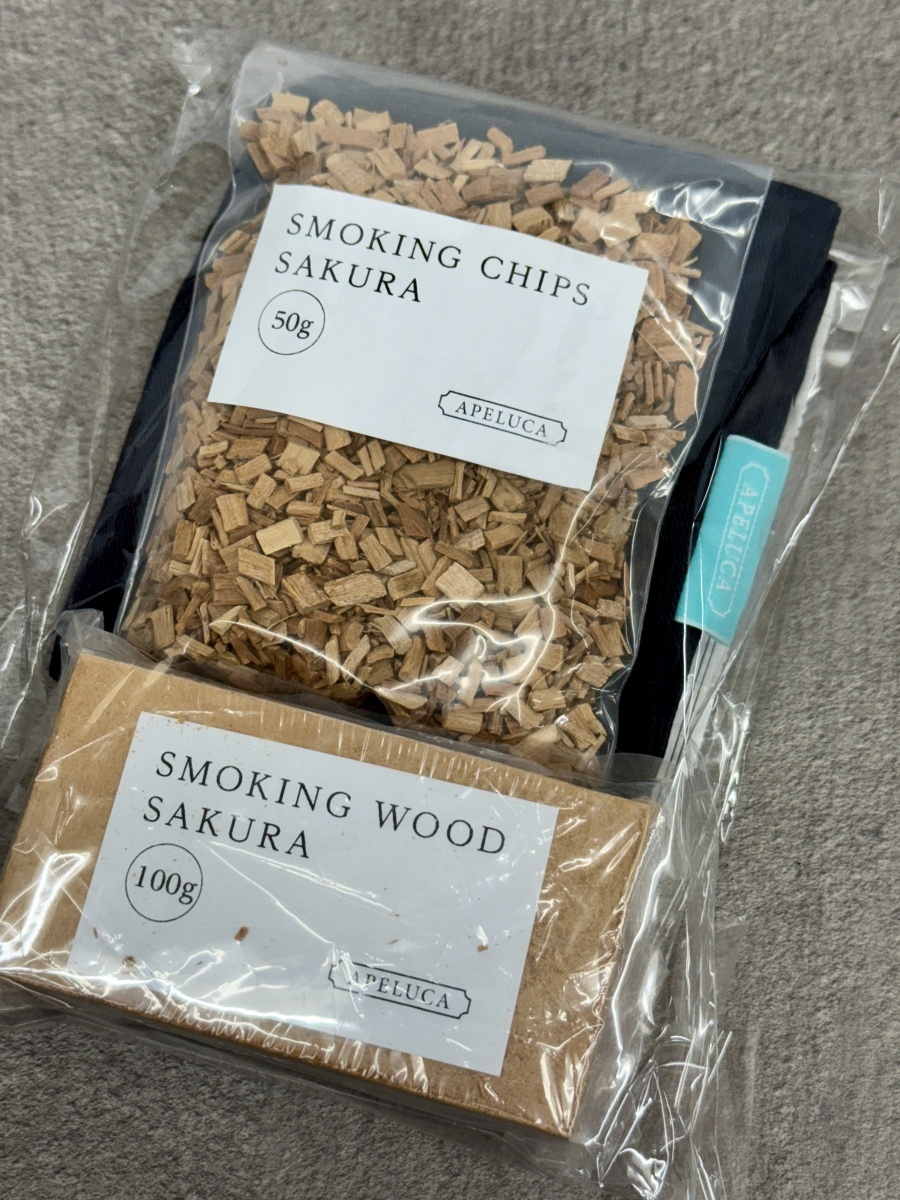 SMOKING CHIPS
SAKURA
50g
APELUCA
APELUCA
SMOKING WOOD
SAKURA
100g
APELUCA